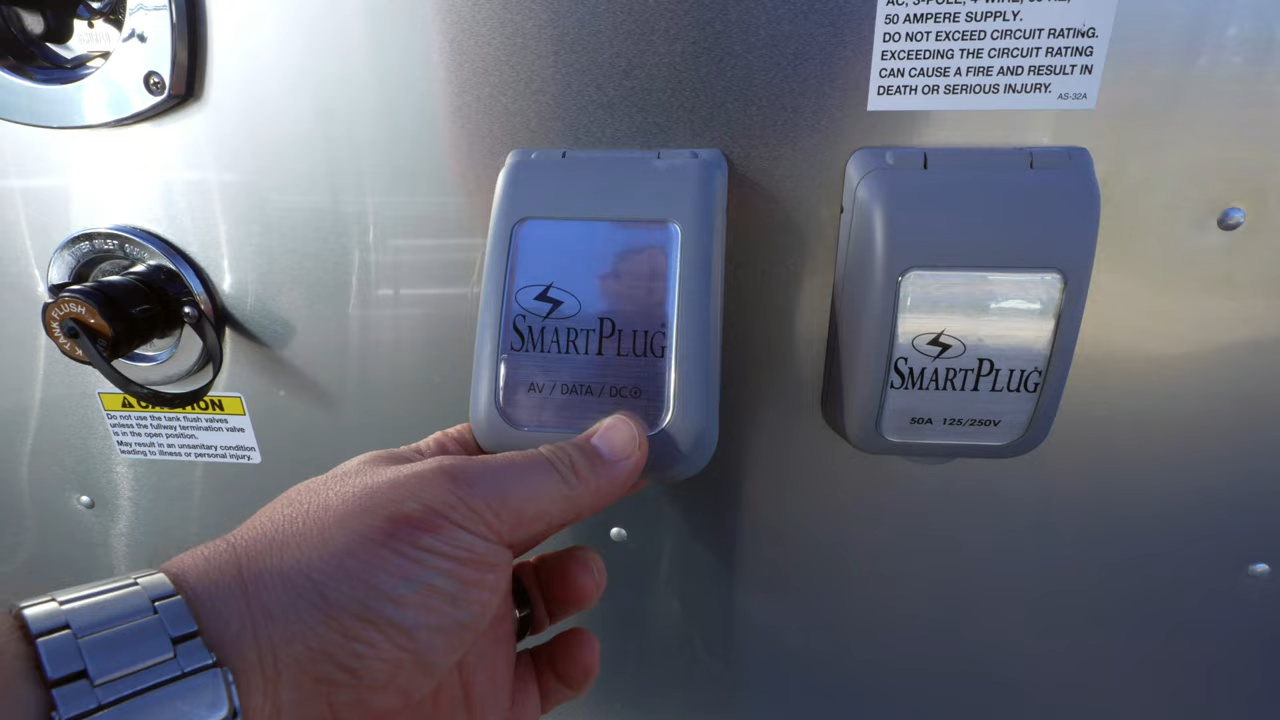 50 AMPERE SUPPLY.
DO NOT EXCEED CIRCUIT RATING.
EXCEEDING THE CIRCUIT RATING
CAN CAUSE A FIRE AND RESULT IN
DEATH OR SERIOUS INJURY.
AS-32A
SMARTPLUG
AV / DATA / DC
SMARTPLUG
50A 125/250V
TANK FLUSH
CAUTION
Do not use the tank flush valves
unless the fullway termination valve
is in the open position.
May result in an unsanitary condition
leading to illness or personal injury.